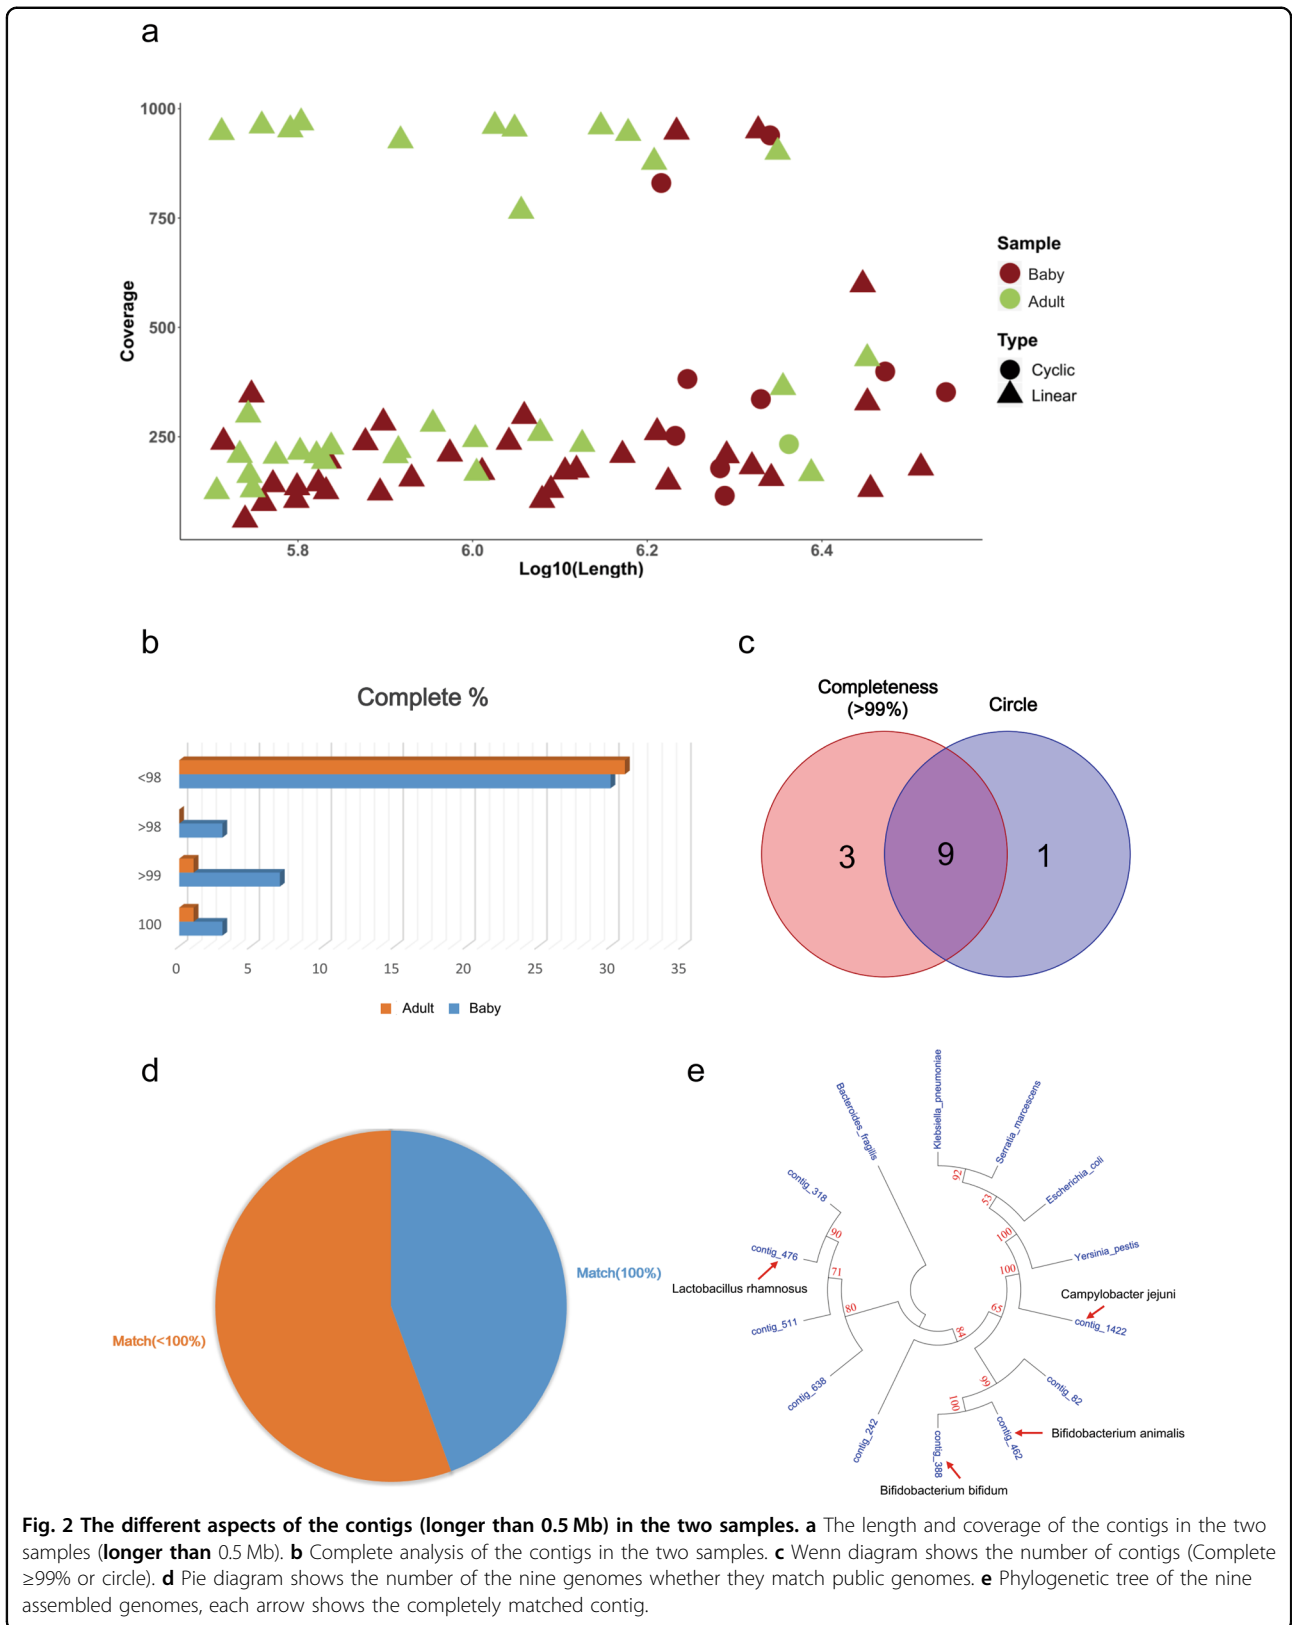 a
1000
750
500
250
Coverage
5.8
6.0
6.2
6.4
Log10(Length)
Sample
Baby
Adult
Type
Cyclic
Linear
b
Complete %
<98
>98
>99
100
0
5
10
15
20
25
30
35
Adult
Baby
c
Completeness
(>99%)
Circle
3
9
1
d
Match(100%)
Match(<100%)
e
Bacteroides_fragilis
Klebsiella_pneumoniae
Serratia_marcescens
Escherichia_coli
Yersinia_pestis
Campylobacter jejuni
contig_1422
contig_82
contig_462
Bifidobacterium animalis
contig_388
Bifidobacterium bifidum
contig_242
contig_638
contig_511
Lactobacillus rhamnosus
contig_476
contig_318
92
53
100
100
65
84
99
100
80
71
90
Fig. 2 The different aspects of the contigs (longer than 0.5 Mb) in the two samples. a The length and coverage of the contigs in the two
samples (longer than 0.5 Mb). b Complete analysis of the contigs in the two samples. c Wenn diagram shows the number of contigs (Complete
≥99% or circle). d Pie diagram shows the number of the nine genomes whether they match public genomes. e Phylogenetic tree of the nine
assembled genomes, each arrow shows the completely matched contig.